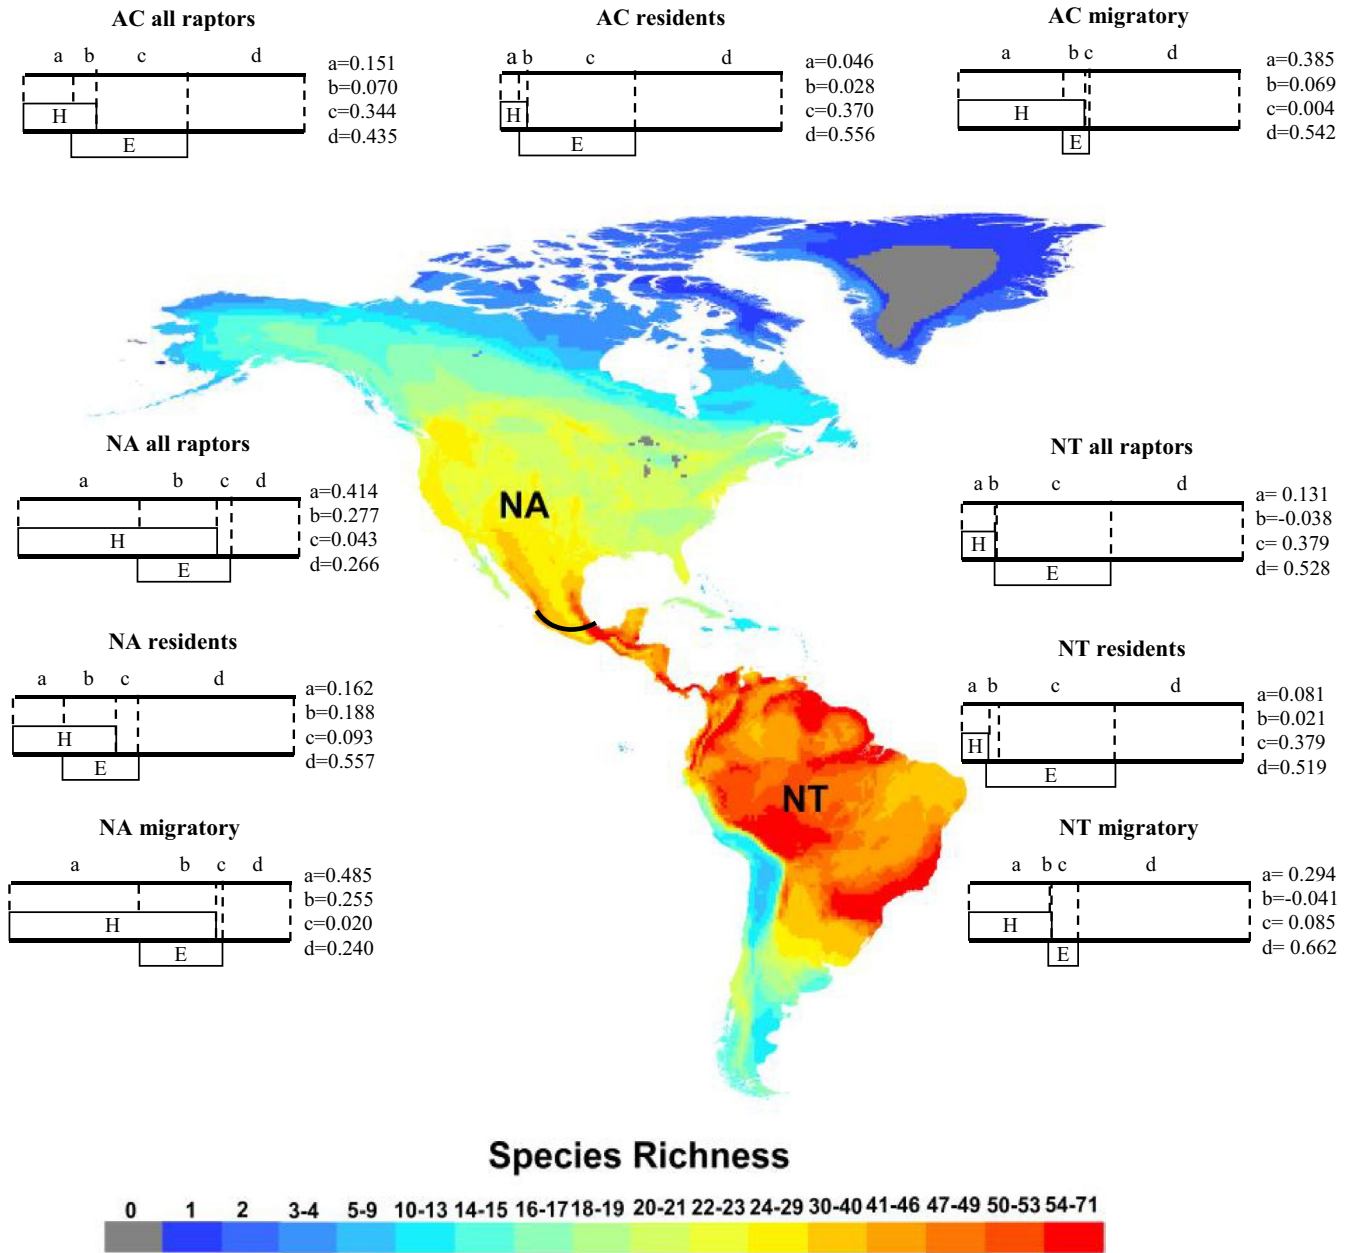 AC all raptors
a b c d
H
E
a=0.151
b=0.070
c=0.344
d=0.435
AC residents
a b c d
H
E
a=0.046
b=0.028
c=0.370
d=0.556
AC migratory
a b c d
H
E
a=0.385
b=0.069
c=0.004
d=0.542
NA all raptors
a b c d
H
E
a=0.414
b=0.277
c=0.043
d=0.266
NA
NT all raptors
a b c d
H
E
a= 0.131
b=-0.038
c= 0.379
d= 0.528
NA residents
a b c d
H
E
a=0.162
b=0.188
c=0.093
d=0.557
NT residents
a b c d
H
E
a=0.081
b=0.021
c=0.379
d=0.519
NT
NA migratory
a b c d
H
E
a=0.485
b=0.255
c=0.020
d=0.240
NT migratory
a b c d
H
E
a= 0.294
b=-0.041
c= 0.085
d= 0.662
Species Richness
0 1 2 3-4 5-9 10-13 14-15 16-17 18-19 20-21 22-23 24-29 30-40 41-46 47-49 50-53 54-71